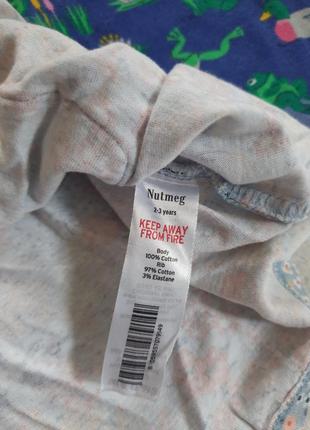 Nutmeg
2-3 years
KEEP AWAY
FROM FIRE
Body
100% Cotton
Rib
97% Cotton
3% Elastane